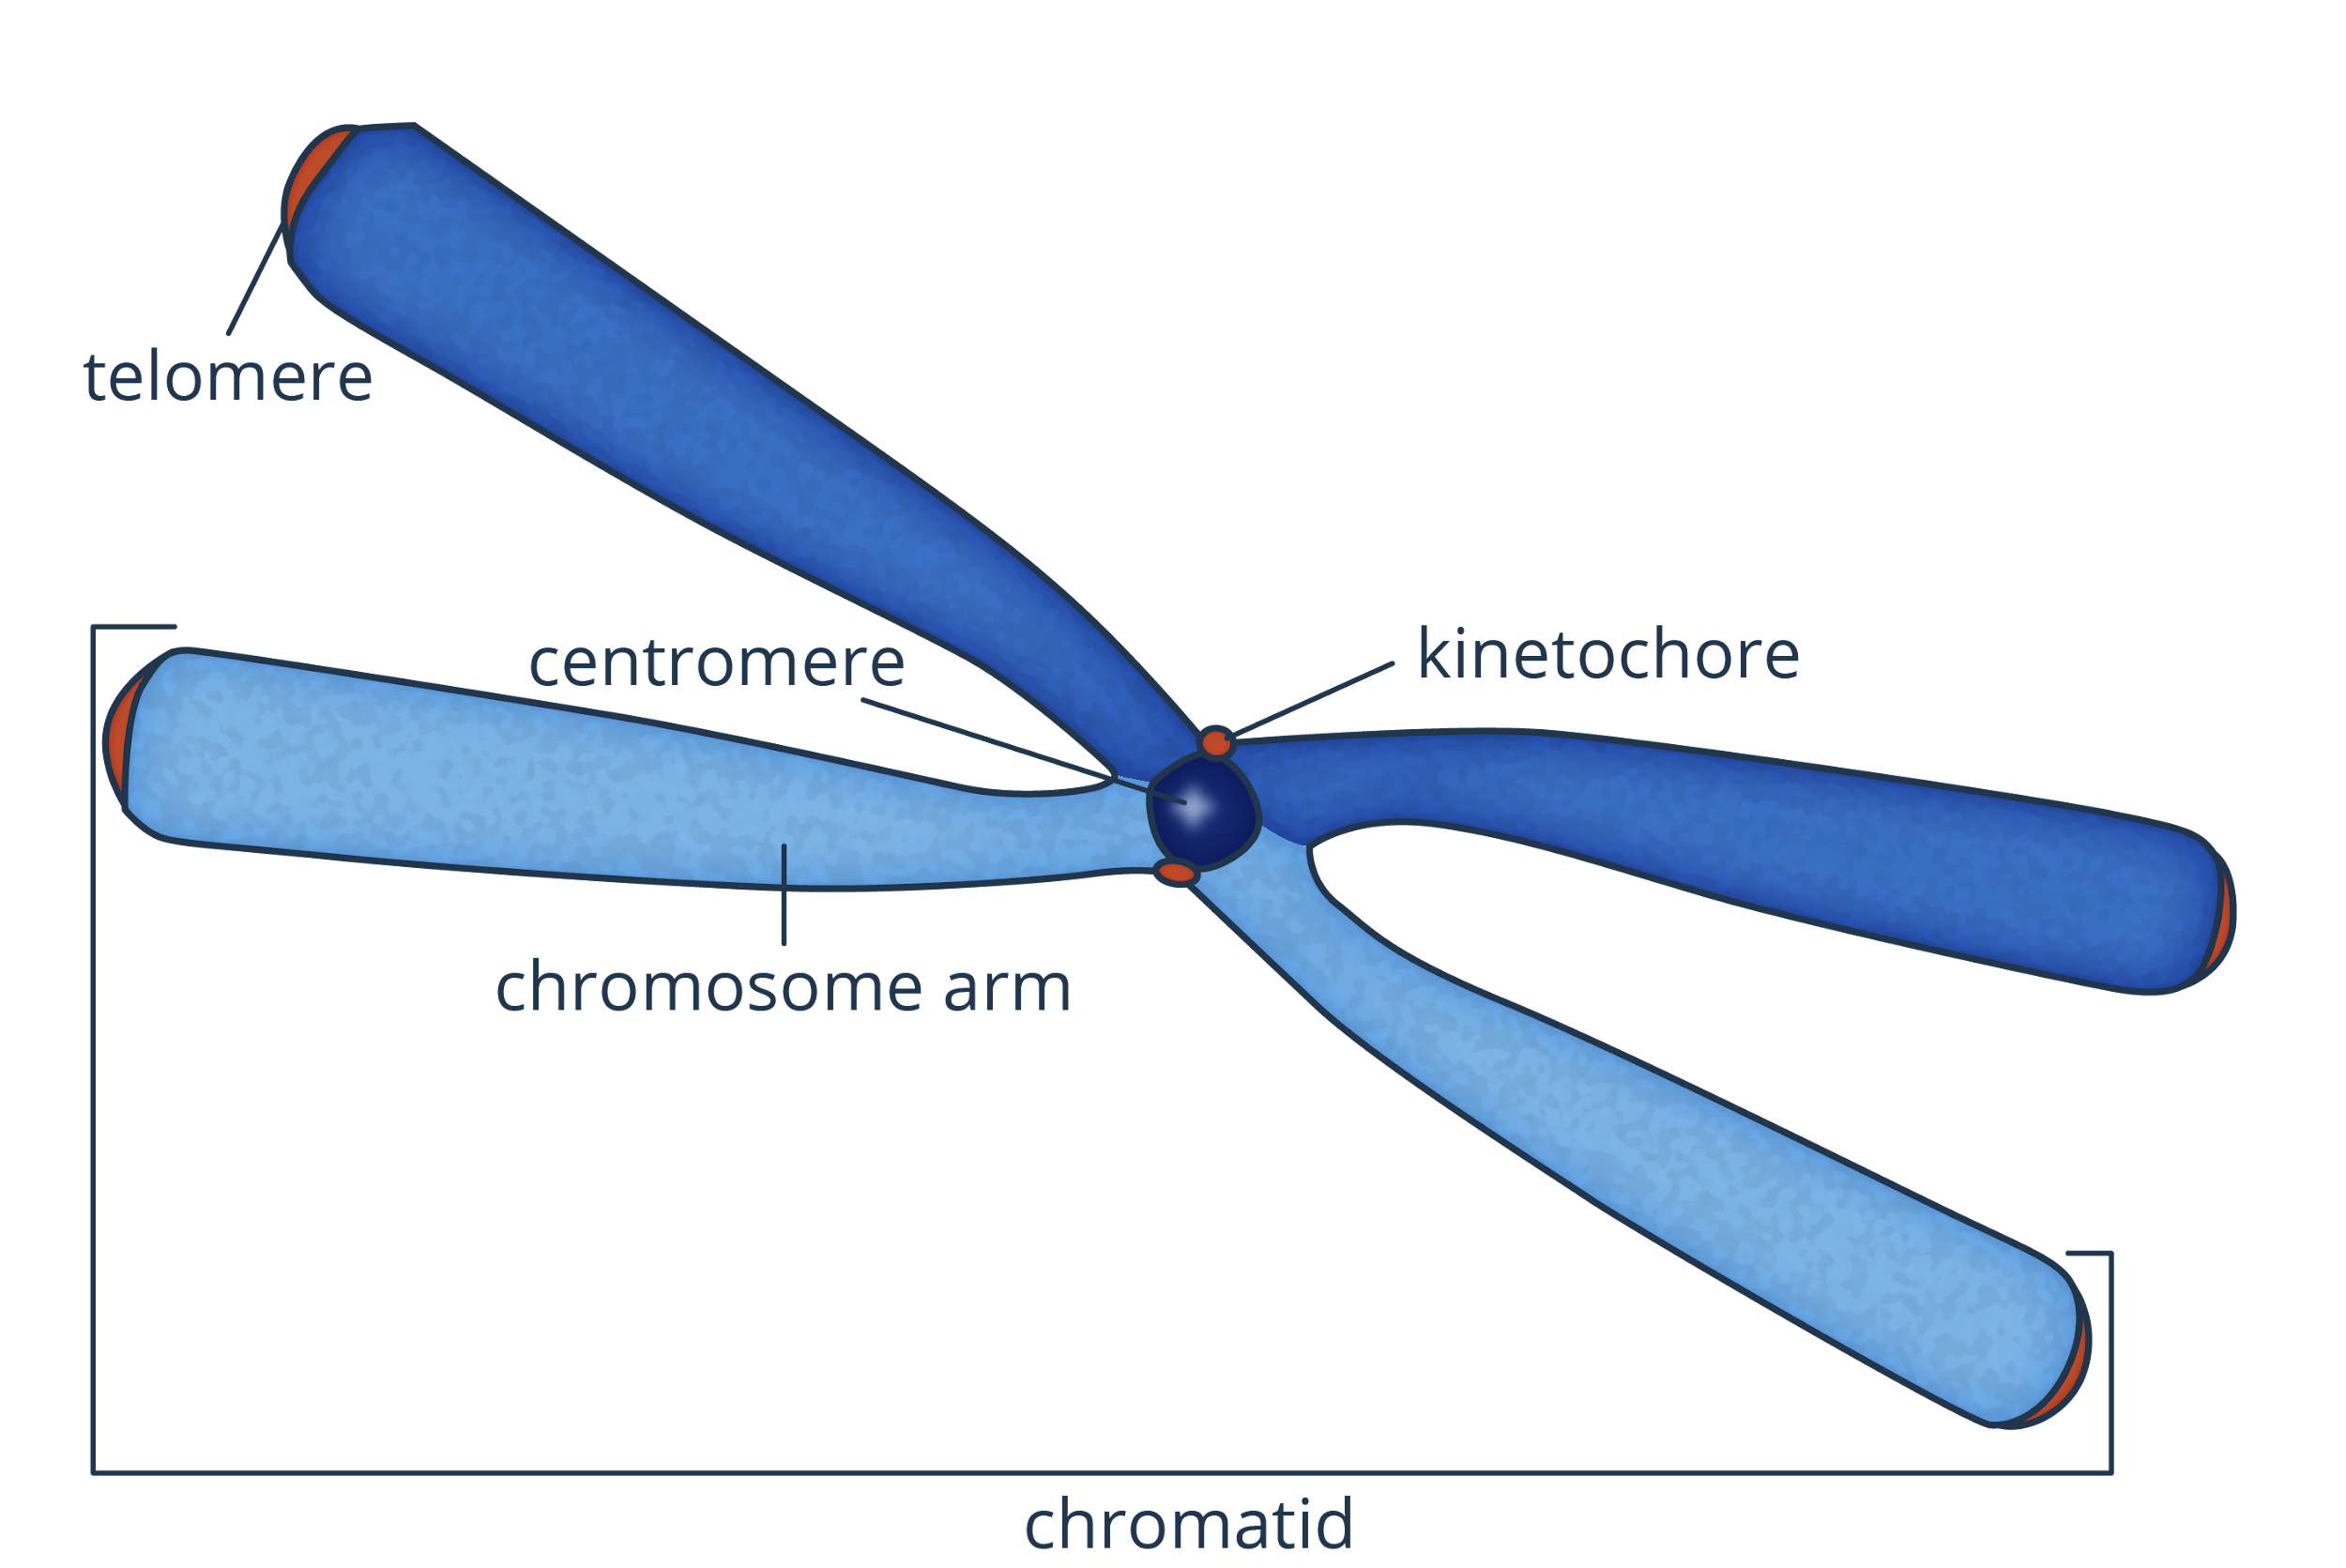 telomere
centromere
kinetochore
chromosome arm
chromatid